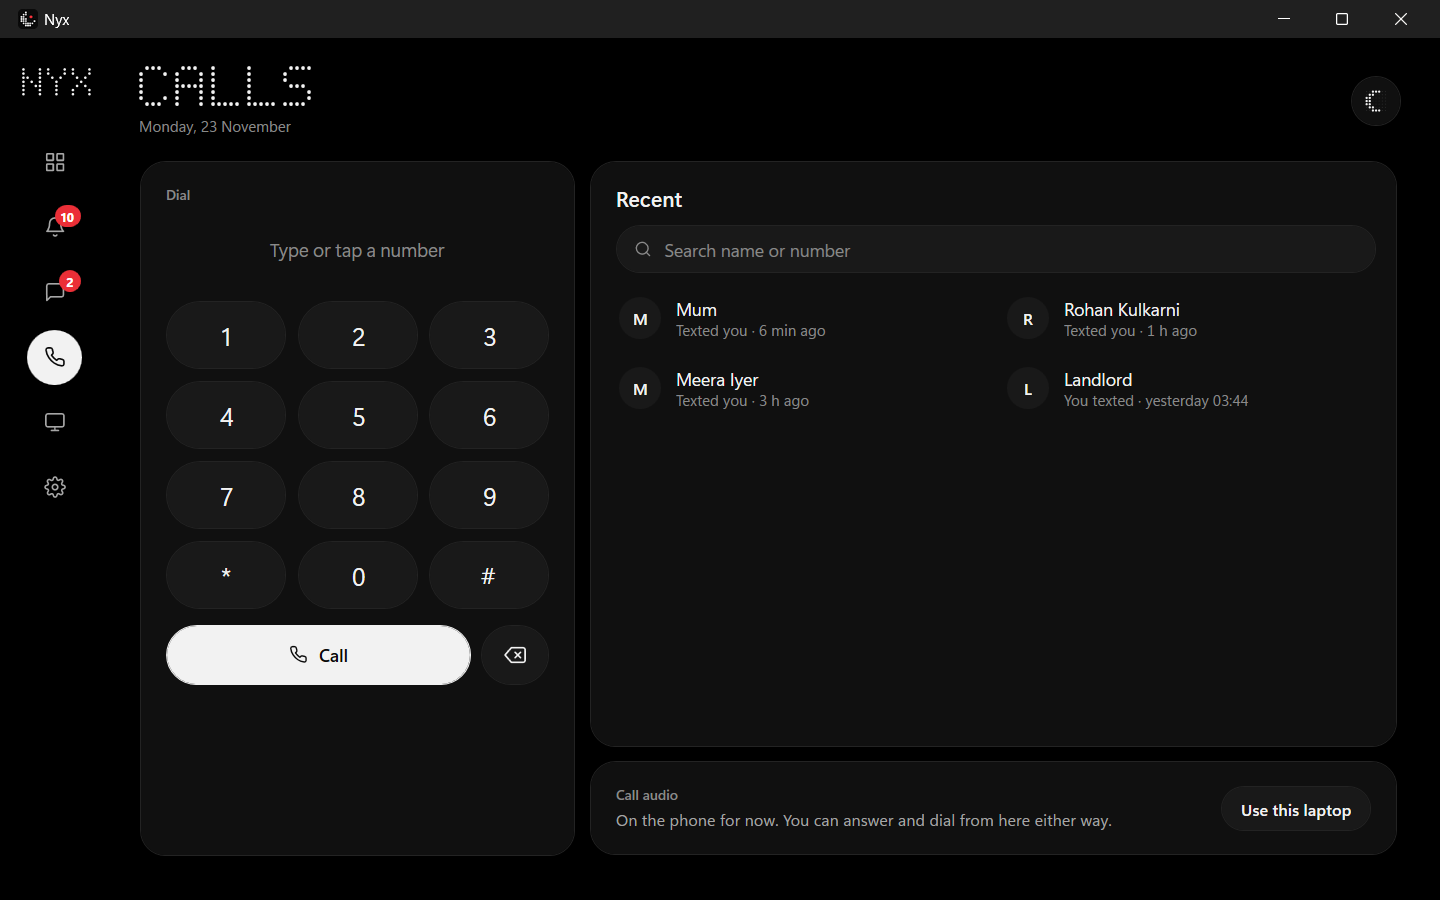 Nyx
NYX
CALLS
Monday, 23 November
10
2
Dial
Type or tap a number
1 2 3
4 5 6
7 8 9
* 0 #
Call
Recent
Search name or number
M Mum
Texted you · 6 min ago
R Rohan Kulkarni
Texted you · 1 h ago
M Meera Iyer
Texted you · 3 h ago
L Landlord
You texted · yesterday 03:44
Call audio
On the phone for now. You can answer and dial from here either way.
Use this laptop